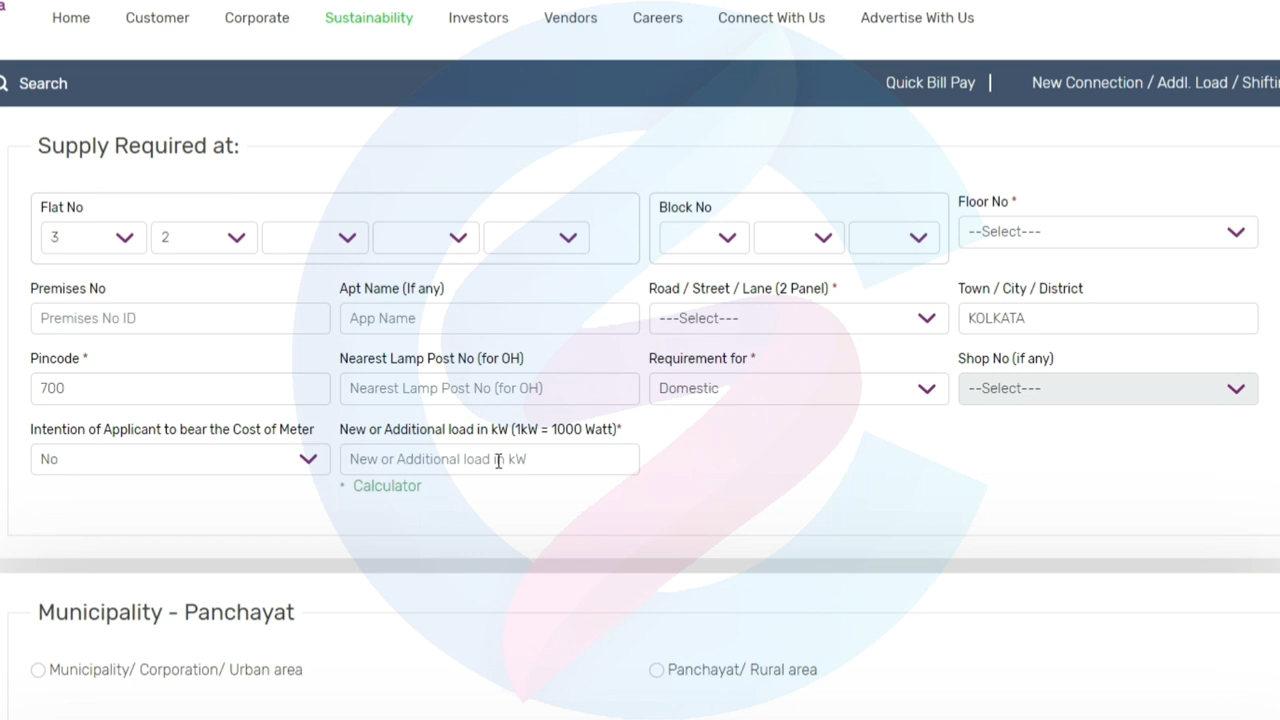 a
Home Customer Corporate Sustainability Investors Vendors Careers Connect With Us Advertise With Us
Search Quick Bill Pay | New Connection / Addl. Load / Shifti
Supply Required at:
Flat No Block No Floor No *
3 2 --Select---
Premises No Apt Name (If any) Road / Street / Lane (2 Panel) * Town / City / District
Premises No ID App Name ---Select--- KOLKATA
Pincode * Nearest Lamp Post No (for OH) Requirement for * Shop No (if any)
700 Nearest Lamp Post No (for OH) Domestic --Select---
Intention of Applicant to bear the Cost of Meter New or Additional load in kW (1kW = 1000 Watt)*
No New or Additional load in kW
* Calculator
Municipality - Panchayat
Municipality/ Corporation/ Urban area Panchayat/ Rural area